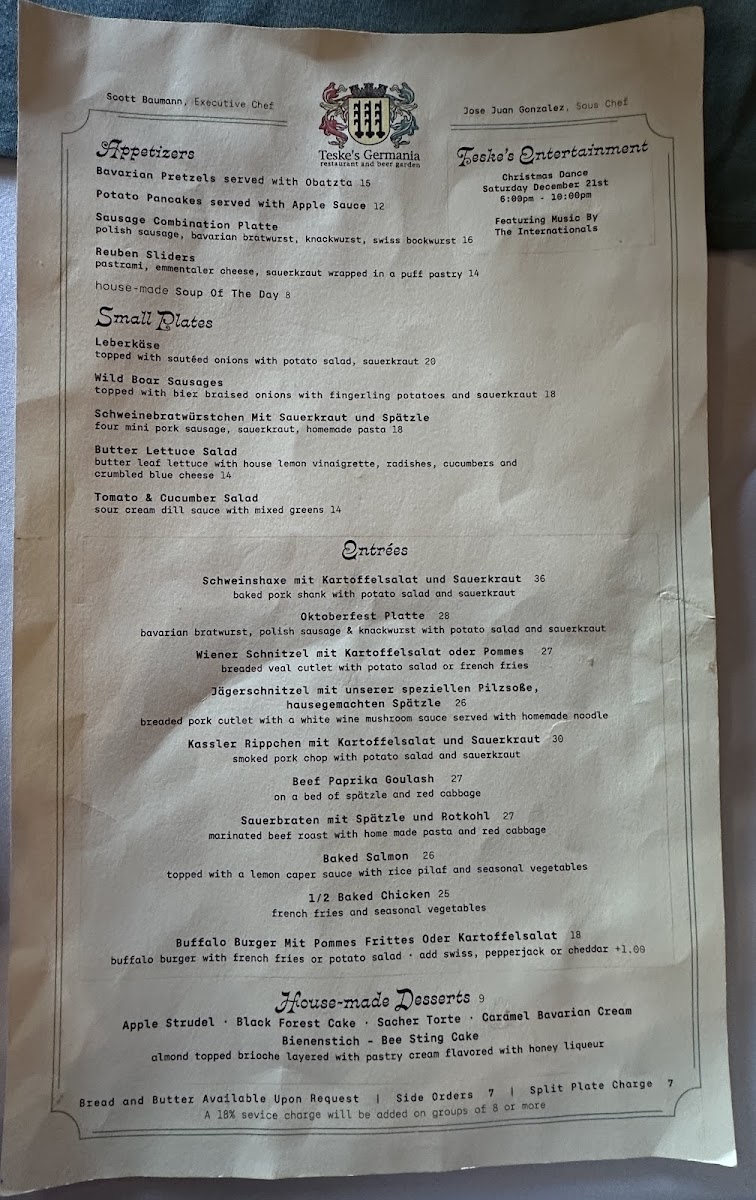 Scott Baumann, Executive Chef
Jose Juan Gonzalez, Sous Chef
Teske's Germania
restaurant and beer garden
Appetizers
Bavarian Pretzels served with Obatzta 15
Potato Pancakes served with Apple Sauce 12
Sausage Combination Platte
polish sausage, bavarian bratwurst, knackwurst, swiss bockwurst 16
Reuben Sliders
pastrami, emmentaler cheese, sauerkraut wrapped in a puff pastry 14
house-made Soup Of The Day 8
Teske's Entertainment
Christmas Dance
Saturday December 21st
6:00pm - 10:00pm
Featuring Music By
The Internationals
Small Plates
Leberkäse
topped with sautéed onions with potato salad, sauerkraut 20
Wild Boar Sausages
topped with bier braised onions with fingerling potatoes and sauerkraut 18
Schweinebratwürstchen Mit Sauerkraut und Spätzle
four mini pork sausage, sauerkraut, homemade pasta 18
Butter Lettuce Salad
butter leaf lettuce with house lemon vinaigrette, radishes, cucumbers and
crumbled blue cheese 14
Tomato & Cucumber Salad
sour cream dill sauce with mixed greens 14
Entrées
Schweinshaxe mit Kartoffelsalat und Sauerkraut 36
baked pork shank with potato salad and sauerkraut
Oktoberfest Platte 28
bavarian bratwurst, polish sausage & knackwurst with potato salad and sauerkraut
Wiener Schnitzel mit Kartoffelsalat oder Pommes 27
breaded veal cutlet with potato salad or french fries
Jägerschnitzel mit unserer speziellen Pilzsoße,
hausegemachten Spätzle 26
breaded pork cutlet with a white wine mushroom sauce served with homemade noodle
Kassler Rippchen mit Kartoffelsalat und Sauerkraut 30
smoked pork chop with potato salad and sauerkraut
Beef Paprika Goulash 27
on a bed of spätzle and red cabbage
Sauerbraten mit Spätzle und Rotkohl 27
marinated beef roast with home made pasta and red cabbage
Baked Salmon 26
topped with a lemon caper sauce with rice pilaf and seasonal vegetables
1/2 Baked Chicken 25
french fries and seasonal vegetables
Buffalo Burger Mit Pommes Frittes Oder Kartoffelsalat 18
buffalo burger with french fries or potato salad · add swiss, pepperjack or cheddar +1.00
House-made Desserts 9
Apple Strudel · Black Forest Cake · Sacher Torte · Caramel Bavarian Cream
Bienenstich - Bee Sting Cake
almond topped brioche layered with pastry cream flavored with honey liqueur
Bread and Butter Available Upon Request | Side Orders 7 | Split Plate Charge 7
A 18% sevice charge will be added on groups of 8 or more